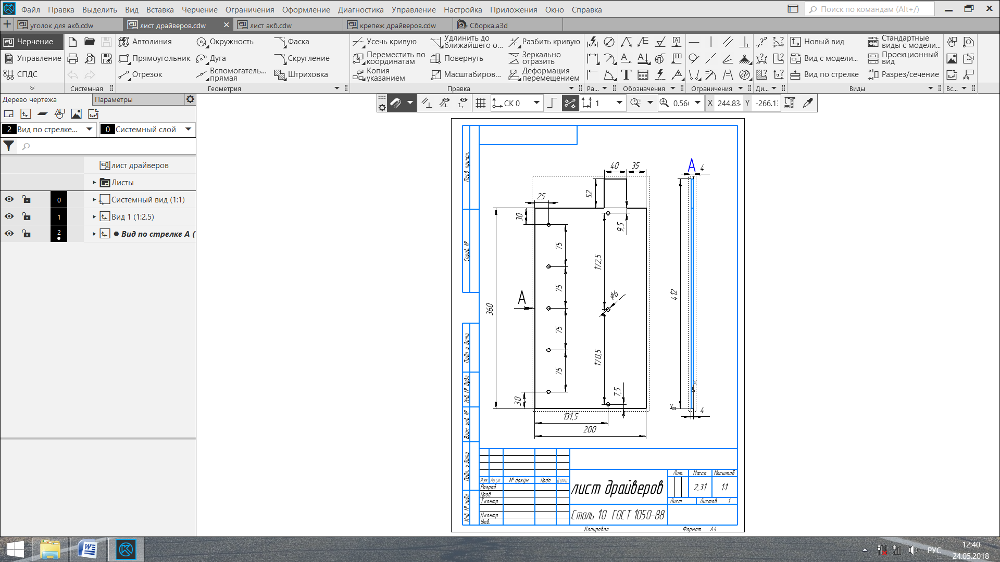 Файл Правка Выделить Вид Вставка Черчение Ограничения Оформление Диагностика Управление Настройка Приложения Окно Справка Поиск по командам (Alt+/)
уголок для акб.cdw лист драйверов.cdw лист акб.cdw крепеж драйверов.cdw Сборка.a3d
Черчение
Управление
СПДС
Системная
Автолиния Окружность Фаска
Прямоугольник Дуга Скругление
Отрезок Вспомогатель... прямая Штриховка
Геометрия
Усечь кривую Удлинить до ближайшего о... Разбить кривую
Переместить по координатам Повернуть Зеркально отразить
Копия указанием Масштабиров... Деформация перемещением
Правка
Ра... Обозначения Ограничения Ди...
Новый вид Стандартные виды с модели...
Вид с модели... Проекционный вид
Вид по стрелке Разрез/сечение
Виды
Вс...
Дерево чертежа Параметры
2 Вид по стрелке... 0 Системный слой
СК 0 1 0.56 X 244.83 Y -266.13
лист драйверов
Листы
0 Системный вид (1:1)
1 Вид 1 (1:2.5)
2 Вид по стрелке А (
Перв. примен.
Справ. №
Подп. и дата
Инв. № дубл.
Взам. инв. №
Подп. и дата
Инв. № подл.
40 35
А
4
52
25
30
9,5
75
172,5
75
412
ϕ6
А
360
75
170,5
75
7,5
30
Y
X
4
131,5
200
Изм. Лист № докум. Подп. Дата
Разраб.
Пров.
Т.контр
Н.контр
Утв.
лист драйверов
Сталь 10 ГОСТ 1050-88
Лит. Масса Масштаб
2,31 1:1
Лист Листов 1
Копировал Формат А4
РУС
12:40
24.05.2018